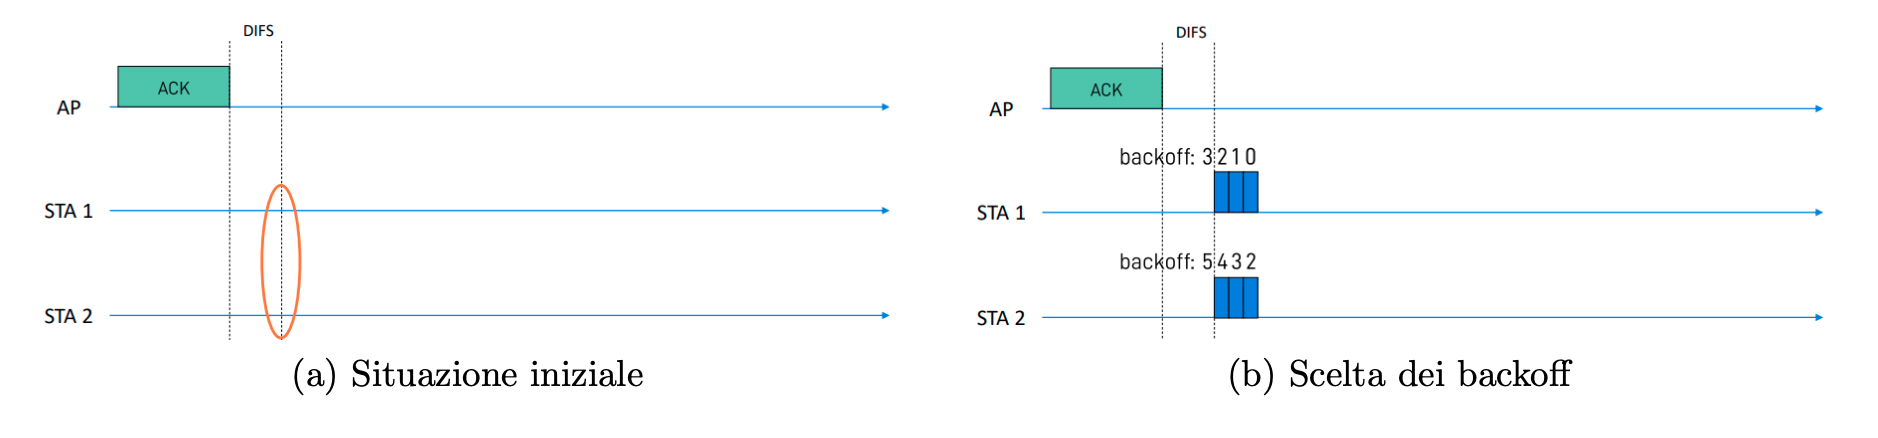 DIFS
ACK
AP
STA 1
STA 2
(a) Situazione iniziale
DIFS
ACK
AP
backoff: 3 2 1 0
STA 1
backoff: 5 4 3 2
STA 2
(b) Scelta dei backoff